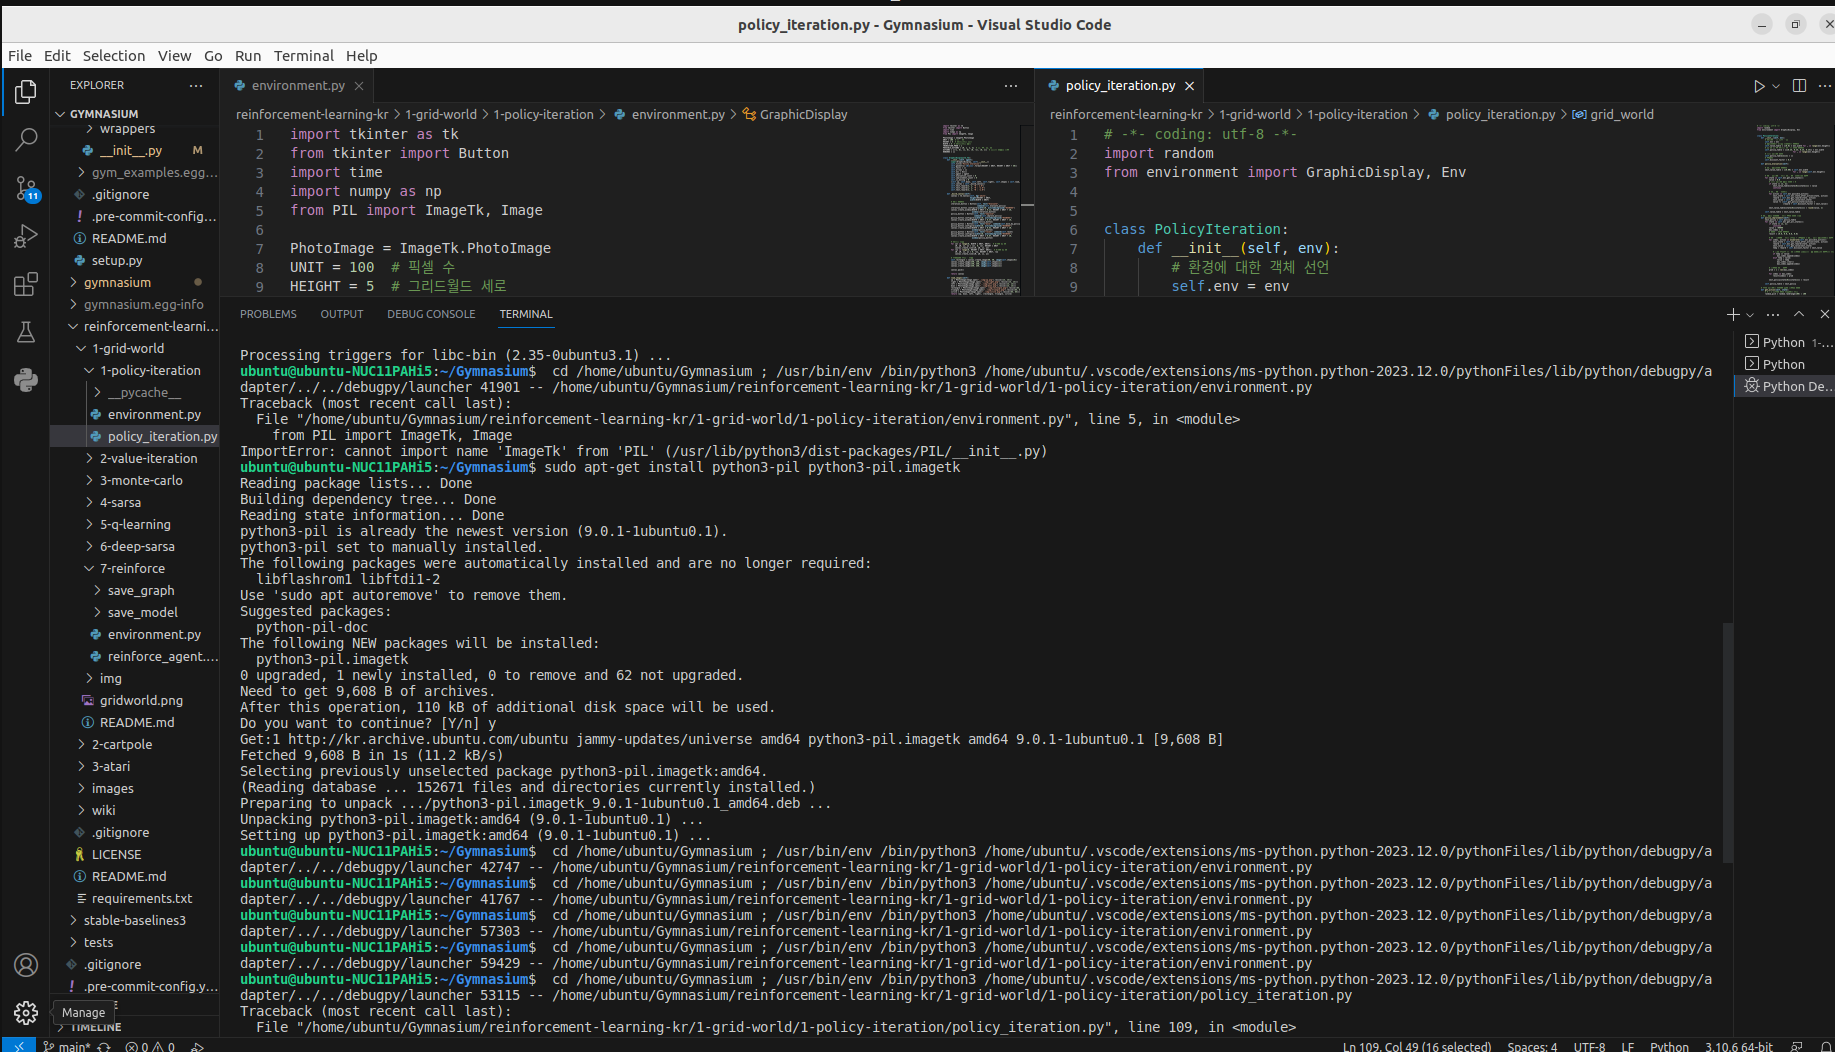 policy_iteration.py - Gymnasium - Visual Studio Code
File Edit Selection View Go Run Terminal Help
EXPLORER
GYMNASIUM
wrappers
__init__.py M
gym_examples.egg...
.gitignore
.pre-commit-config...
README.md
setup.py
gymnasium
gymnasium.egg-info
reinforcement-learni...
1-grid-world
1-policy-iteration
__pycache__
environment.py
policy_iteration.py
2-value-iteration
3-monte-carlo
4-sarsa
5-q-learning
6-deep-sarsa
7-reinforce
save_graph
save_model
environment.py
reinforce_agent....
img
gridworld.png
README.md
2-cartpole
3-atari
images
wiki
.gitignore
LICENSE
README.md
requirements.txt
stable-baselines3
tests
.gitignore
.pre-commit-config.y...
Manage
TIMELINE
11
environment.py
reinforcement-learning-kr > 1-grid-world > 1-policy-iteration > environment.py > GraphicDisplay
1 import tkinter as tk
2 from tkinter import Button
3 import time
4 import numpy as np
5 from PIL import ImageTk, Image
6
7 PhotoImage = ImageTk.PhotoImage
8 UNIT = 100 # 픽셀 수
9 HEIGHT = 5 # 그리드월드 세로
policy_iteration.py
reinforcement-learning-kr > 1-grid-world > 1-policy-iteration > policy_iteration.py > grid_world
1 # -*- coding: utf-8 -*-
2 import random
3 from environment import GraphicDisplay, Env
4
5
6 class PolicyIteration:
7 def __init__(self, env):
8 # 환경에 대한 객체 선언
9 self.env = env
PROBLEMS OUTPUT DEBUG CONSOLE TERMINAL
Python 1-...
Python
Python De...
Processing triggers for libc-bin (2.35-0ubuntu3.1) ...
ubuntu@ubuntu-NUC11PAHi5:~/Gymnasium$ cd /home/ubuntu/Gymnasium ; /usr/bin/env /bin/python3 /home/ubuntu/.vscode/extensions/ms-python.python-2023.12.0/pythonFiles/lib/python/debugpy/a
dapter/../../debugpy/launcher 41901 -- /home/ubuntu/Gymnasium/reinforcement-learning-kr/1-grid-world/1-policy-iteration/environment.py
Traceback (most recent call last):
File "/home/ubuntu/Gymnasium/reinforcement-learning-kr/1-grid-world/1-policy-iteration/environment.py", line 5, in <module>
from PIL import ImageTk, Image
ImportError: cannot import name 'ImageTk' from 'PIL' (/usr/lib/python3/dist-packages/PIL/__init__.py)
ubuntu@ubuntu-NUC11PAHi5:~/Gymnasium$ sudo apt-get install python3-pil python3-pil.imagetk
Reading package lists... Done
Building dependency tree... Done
Reading state information... Done
python3-pil is already the newest version (9.0.1-1ubuntu0.1).
python3-pil set to manually installed.
The following packages were automatically installed and are no longer required:
libflashrom1 libftdi1-2
Use 'sudo apt autoremove' to remove them.
Suggested packages:
python-pil-doc
The following NEW packages will be installed:
python3-pil.imagetk
0 upgraded, 1 newly installed, 0 to remove and 62 not upgraded.
Need to get 9,608 B of archives.
After this operation, 110 kB of additional disk space will be used.
Do you want to continue? [Y/n] y
Get:1 http://kr.archive.ubuntu.com/ubuntu jammy-updates/universe amd64 python3-pil.imagetk amd64 9.0.1-1ubuntu0.1 [9,608 B]
Fetched 9,608 B in 1s (11.2 kB/s)
Selecting previously unselected package python3-pil.imagetk:amd64.
(Reading database ... 152671 files and directories currently installed.)
Preparing to unpack .../python3-pil.imagetk_9.0.1-1ubuntu0.1_amd64.deb ...
Unpacking python3-pil.imagetk:amd64 (9.0.1-1ubuntu0.1) ...
Setting up python3-pil.imagetk:amd64 (9.0.1-1ubuntu0.1) ...
ubuntu@ubuntu-NUC11PAHi5:~/Gymnasium$ cd /home/ubuntu/Gymnasium ; /usr/bin/env /bin/python3 /home/ubuntu/.vscode/extensions/ms-python.python-2023.12.0/pythonFiles/lib/python/debugpy/a
dapter/../../debugpy/launcher 42747 -- /home/ubuntu/Gymnasium/reinforcement-learning-kr/1-grid-world/1-policy-iteration/environment.py
ubuntu@ubuntu-NUC11PAHi5:~/Gymnasium$ cd /home/ubuntu/Gymnasium ; /usr/bin/env /bin/python3 /home/ubuntu/.vscode/extensions/ms-python.python-2023.12.0/pythonFiles/lib/python/debugpy/a
dapter/../../debugpy/launcher 41767 -- /home/ubuntu/Gymnasium/reinforcement-learning-kr/1-grid-world/1-policy-iteration/environment.py
ubuntu@ubuntu-NUC11PAHi5:~/Gymnasium$ cd /home/ubuntu/Gymnasium ; /usr/bin/env /bin/python3 /home/ubuntu/.vscode/extensions/ms-python.python-2023.12.0/pythonFiles/lib/python/debugpy/a
dapter/../../debugpy/launcher 57303 -- /home/ubuntu/Gymnasium/reinforcement-learning-kr/1-grid-world/1-policy-iteration/environment.py
ubuntu@ubuntu-NUC11PAHi5:~/Gymnasium$ cd /home/ubuntu/Gymnasium ; /usr/bin/env /bin/python3 /home/ubuntu/.vscode/extensions/ms-python.python-2023.12.0/pythonFiles/lib/python/debugpy/a
dapter/../../debugpy/launcher 59429 -- /home/ubuntu/Gymnasium/reinforcement-learning-kr/1-grid-world/1-policy-iteration/environment.py
ubuntu@ubuntu-NUC11PAHi5:~/Gymnasium$ cd /home/ubuntu/Gymnasium ; /usr/bin/env /bin/python3 /home/ubuntu/.vscode/extensions/ms-python.python-2023.12.0/pythonFiles/lib/python/debugpy/a
dapter/../../debugpy/launcher 53115 -- /home/ubuntu/Gymnasium/reinforcement-learning-kr/1-grid-world/1-policy-iteration/policy_iteration.py
Traceback (most recent call last):
File "/home/ubuntu/Gymnasium/reinforcement-learning-kr/1-grid-world/1-policy-iteration/policy_iteration.py", line 109, in <module>
main* 0 0 Ln 109, Col 49 (16 selected) Spaces: 4 UTF-8 LF Python 3.10.6 64-bit